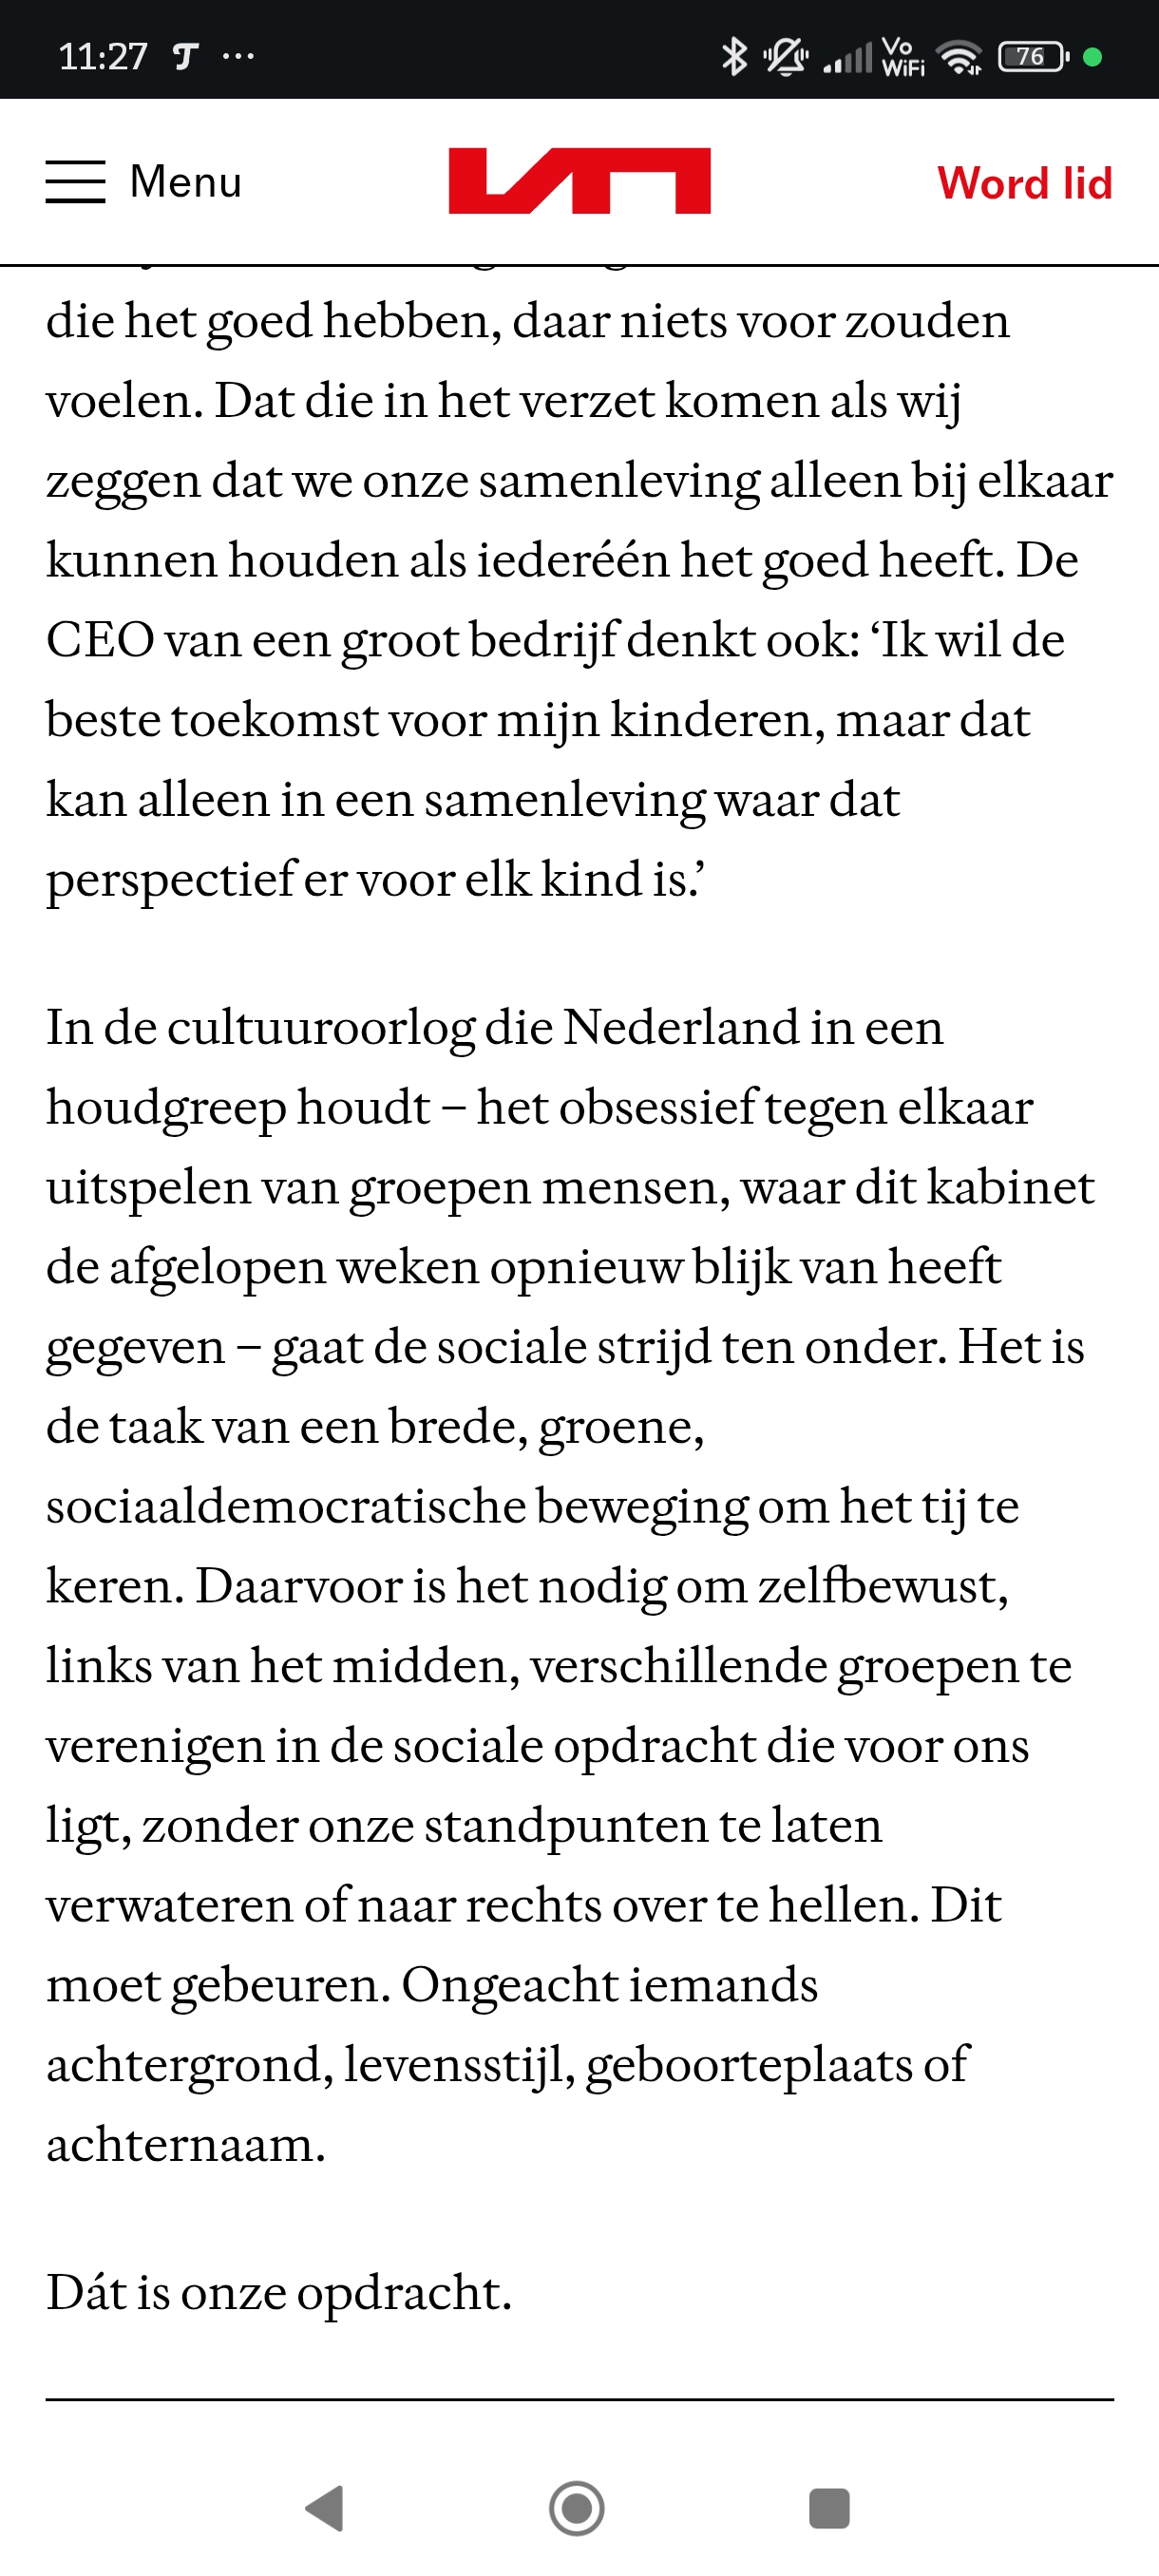 11:27
Vo
WiFi
76
Menu
Word lid
die het goed hebben, daar niets voor zouden
voelen. Dat die in het verzet komen als wij
zeggen dat we onze samenleving alleen bij elkaar
kunnen houden als iederéén het goed heeft. De
CEO van een groot bedrijf denkt ook: ‘Ik wil de
beste toekomst voor mijn kinderen, maar dat
kan alleen in een samenleving waar dat
perspectief er voor elk kind is.’
In de cultuuroorlog die Nederland in een
houdgreep houdt – het obsessief tegen elkaar
uitspelen van groepen mensen, waar dit kabinet
de afgelopen weken opnieuw blijk van heeft
gegeven – gaat de sociale strijd ten onder. Het is
de taak van een brede, groene,
sociaaldemocratische beweging om het tij te
keren. Daarvoor is het nodig om zelfbewust,
links van het midden, verschillende groepen te
verenigen in de sociale opdracht die voor ons
ligt, zonder onze standpunten te laten
verwateren of naar rechts over te hellen. Dit
moet gebeuren. Ongeacht iemands
achtergrond, levensstijl, geboorteplaats of
achternaam.
Dát is onze opdracht.